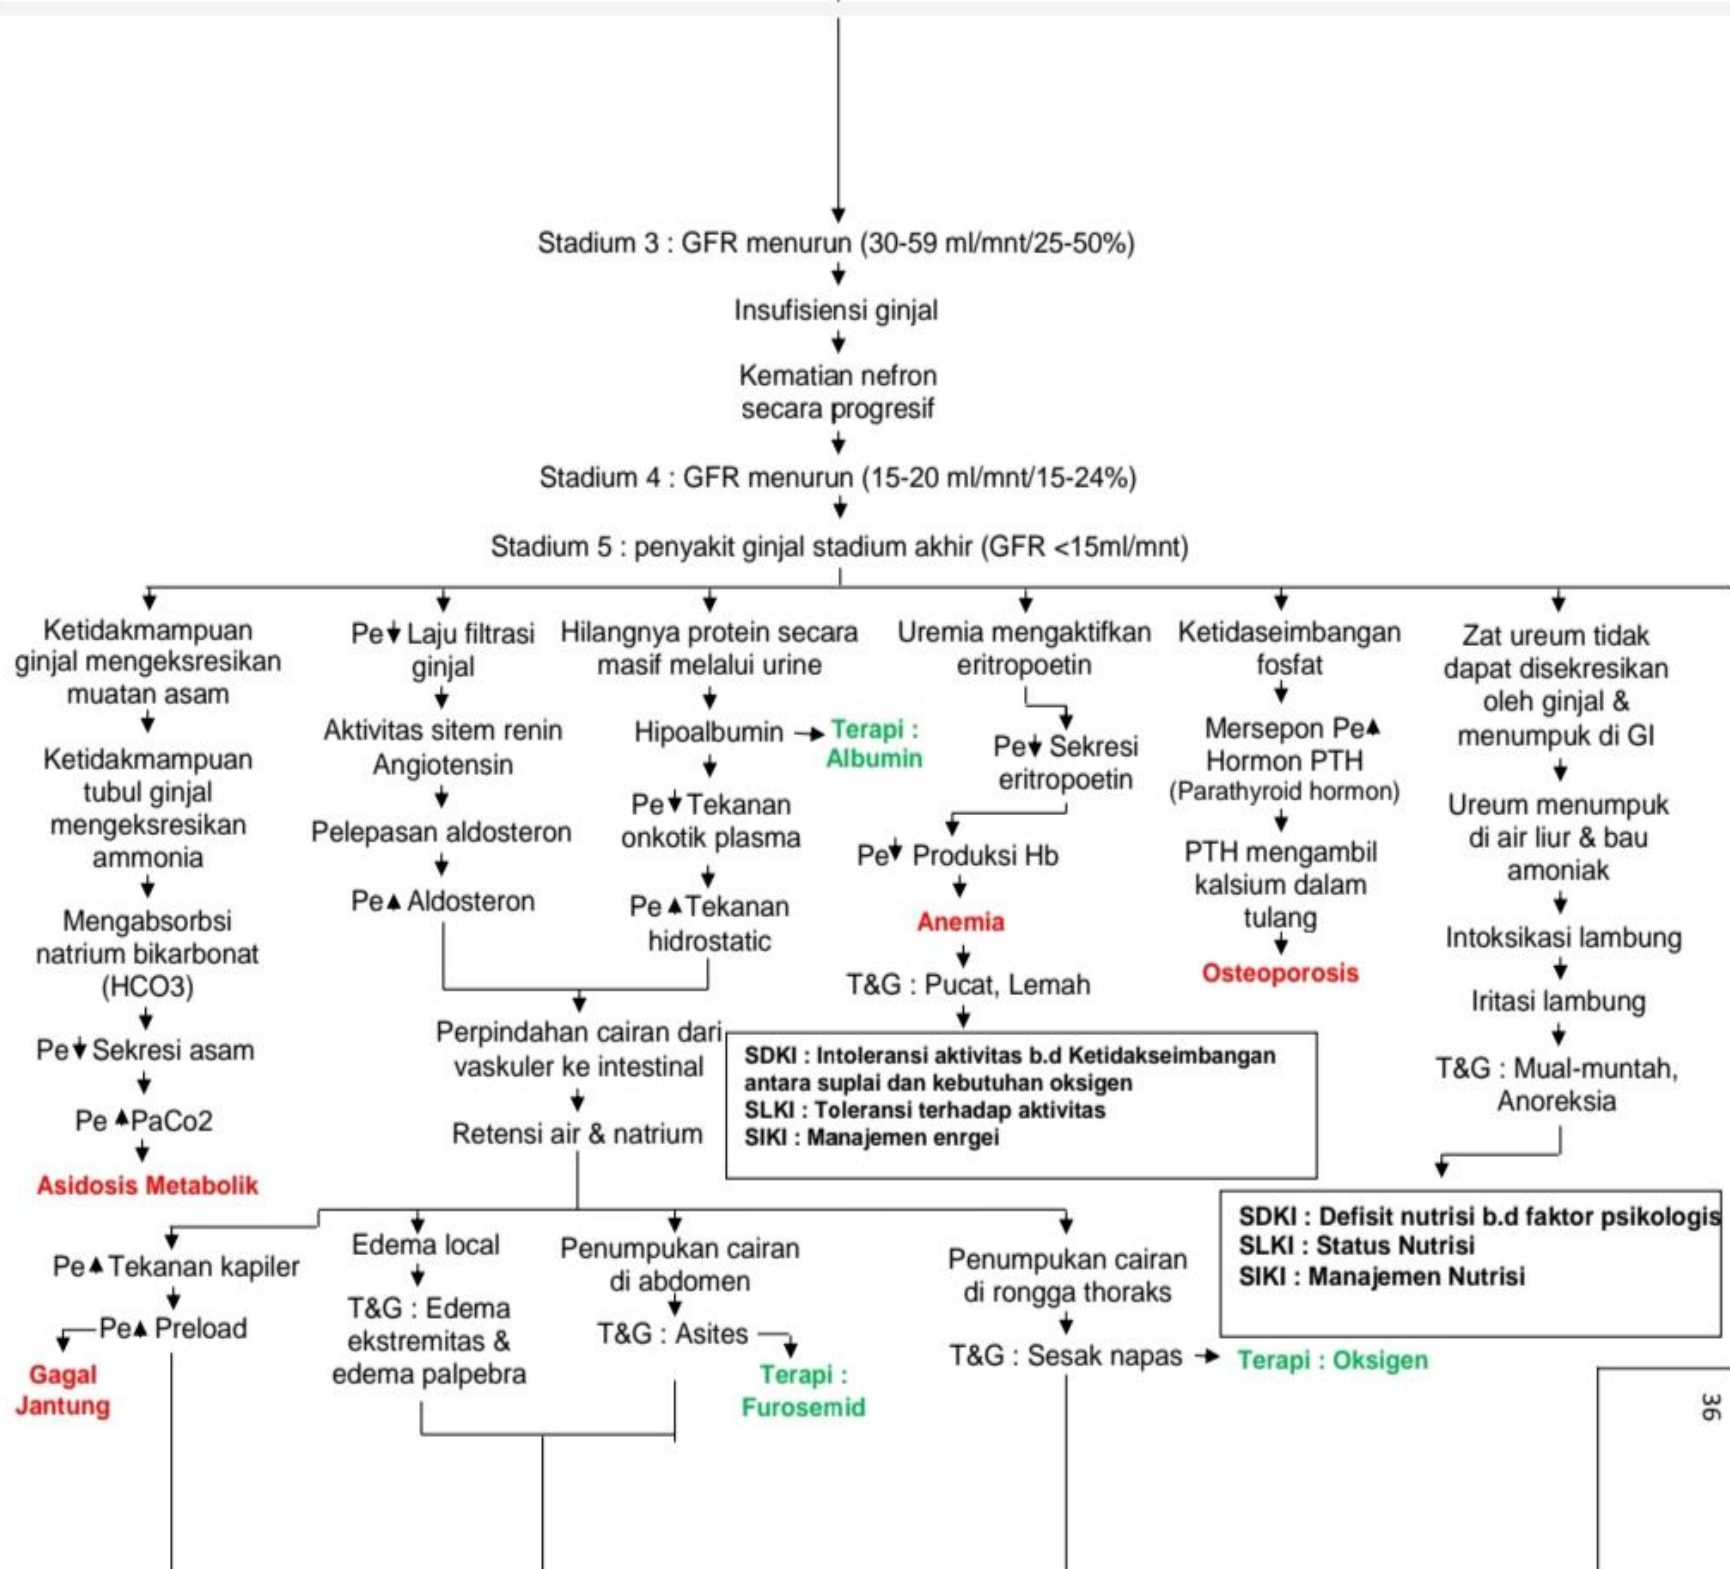 Stadium 3 : GFR menurun (30-59 ml/mnt/25-50%)
Insufisiensi ginjal
Kematian nefron
secara progresif
Stadium 4 : GFR menurun (15-20 ml/mnt/15-24%)
Stadium 5 : penyakit ginjal stadium akhir (GFR <15ml/mnt)
Ketidakmampuan
ginjal mengeksresikan
muatan asam
Ketidakmampuan
tubul ginjal
mengeksresikan
ammonia
Mengabsorbsi
natrium bikarbonat
(HCO3)
Pe Sekresi asam
Pe PaCo2
Asidosis Metabolik
Pe Laju filtrasi
ginjal
Aktivitas sitem renin
Angiotensin
Pelepasan aldosteron
Pe Aldosteron
Hilangnya protein secara
masif melalui urine
Hipoalbumin
Terapi :
Albumin
Pe Tekanan
onkotik plasma
Pe Tekanan
hidrostatic
Perpindahan cairan dari
vaskuler ke intestinal
Retensi air & natrium
Uremia mengaktifkan
eritropoetin
Pe Sekresi
eritropoetin
Pe Produksi Hb
Anemia
T&G : Pucat, Lemah
SDKI : Intoleransi aktivitas b.d Ketidakseimbangan
antara suplai dan kebutuhan oksigen
SLKI : Toleransi terhadap aktivitas
SIKI : Manajemen enrgei
Ketidaseimbangan
fosfat
Mersepon Pe
Hormon PTH
(Parathyroid hormon)
PTH mengambil
kalsium dalam
tulang
Osteoporosis
Zat ureum tidak
dapat disekresikan
oleh ginjal &
menumpuk di GI
Ureum menumpuk
di air liur & bau
amoniak
Intoksikasi lambung
Iritasi lambung
T&G : Mual-muntah,
Anoreksia
SDKI : Defisit nutrisi b.d faktor psikologis
SLKI : Status Nutrisi
SIKI : Manajemen Nutrisi
Pe Tekanan kapiler
Pe Preload
Gagal
Jantung
Edema local
T&G : Edema
ekstremitas &
edema palpebra
Penumpukan cairan
di abdomen
T&G : Asites
Terapi :
Furosemid
Penumpukan cairan
di rongga thoraks
T&G : Sesak napas
Terapi : Oksigen
36